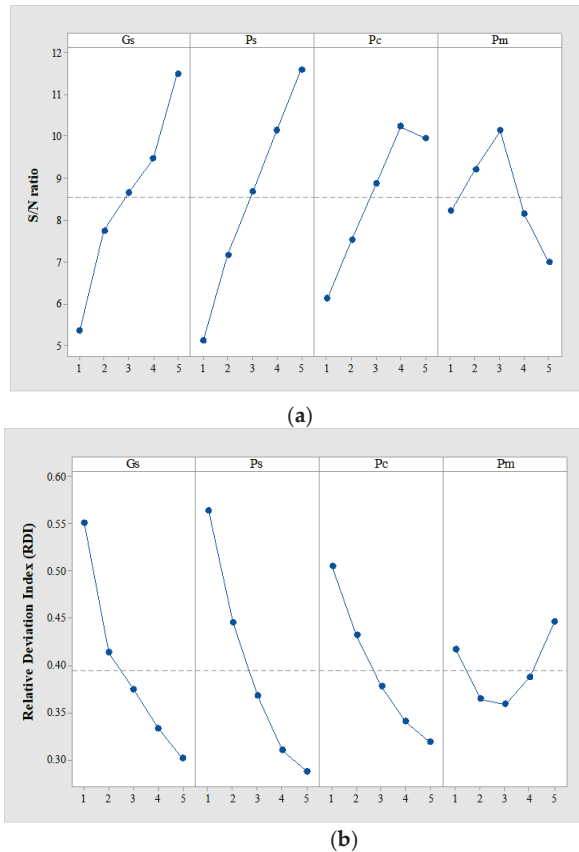 Gs Ps Pc Pm
12
11
10
9
8
7
6
5
S/N ratio
1 2 3 4 5 1 2 3 4 5 1 2 3 4 5 1 2 3 4 5
(a)
Gs Ps Pc Pm
0.60
0.55
0.50
0.45
0.40
0.35
0.30
Relative Deviation Index (RDI)
1 2 3 4 5 1 2 3 4 5 1 2 3 4 5 1 2 3 4 5
(b)